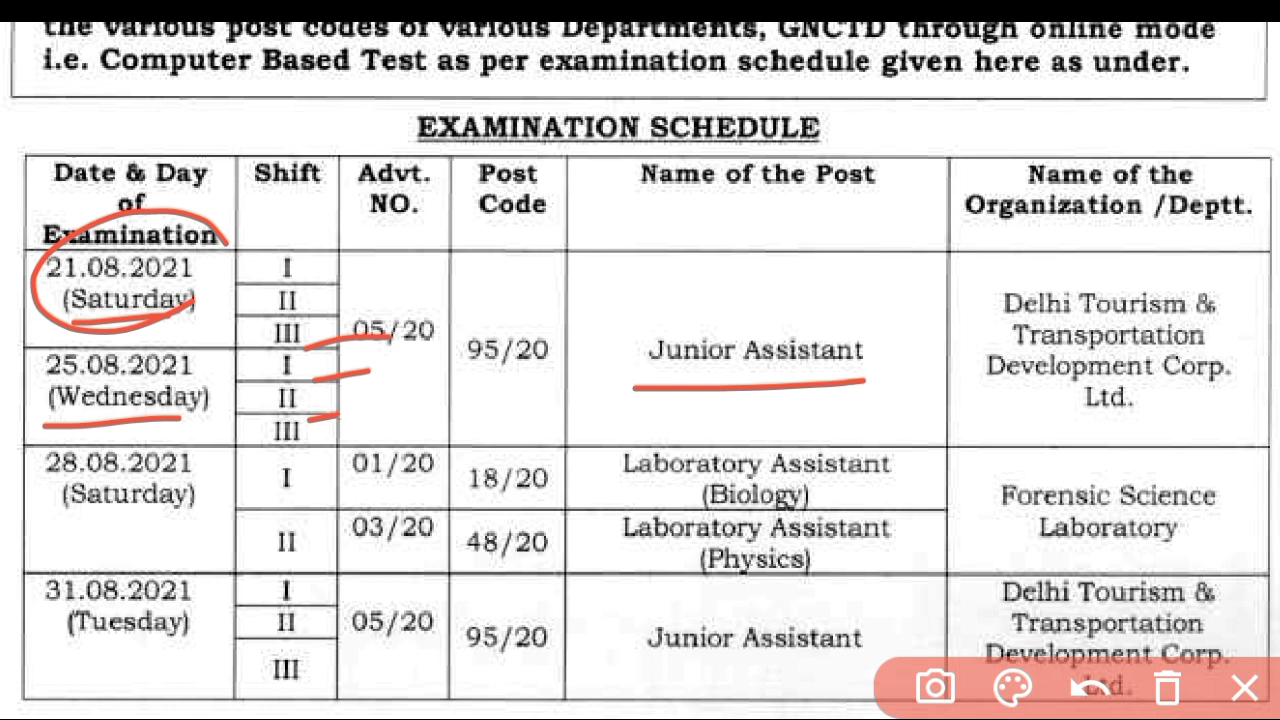 the various post codes of various Departments, GNCTD through online mode
i.e. Computer Based Test as per examination schedule given here as under.
EXAMINATION SCHEDULE
Date & Day of Examination Shift Advt. NO. Post Code Name of the Post Name of the Organization /Deptt.
21.08.2021 (Saturday) I
II
III
05/20 95/20 Junior Assistant Delhi Tourism & Transportation Development Corp. Ltd.
25.08.2021 (Wednesday) I
II
III
28.08.2021 (Saturday) I 01/20 18/20 Laboratory Assistant (Biology) Forensic Science Laboratory
II 03/20 48/20 Laboratory Assistant (Physics)
31.08.2021 (Tuesday) I
II
III
05/20 95/20 Junior Assistant Delhi Tourism & Transportation Development Corp. Ltd.